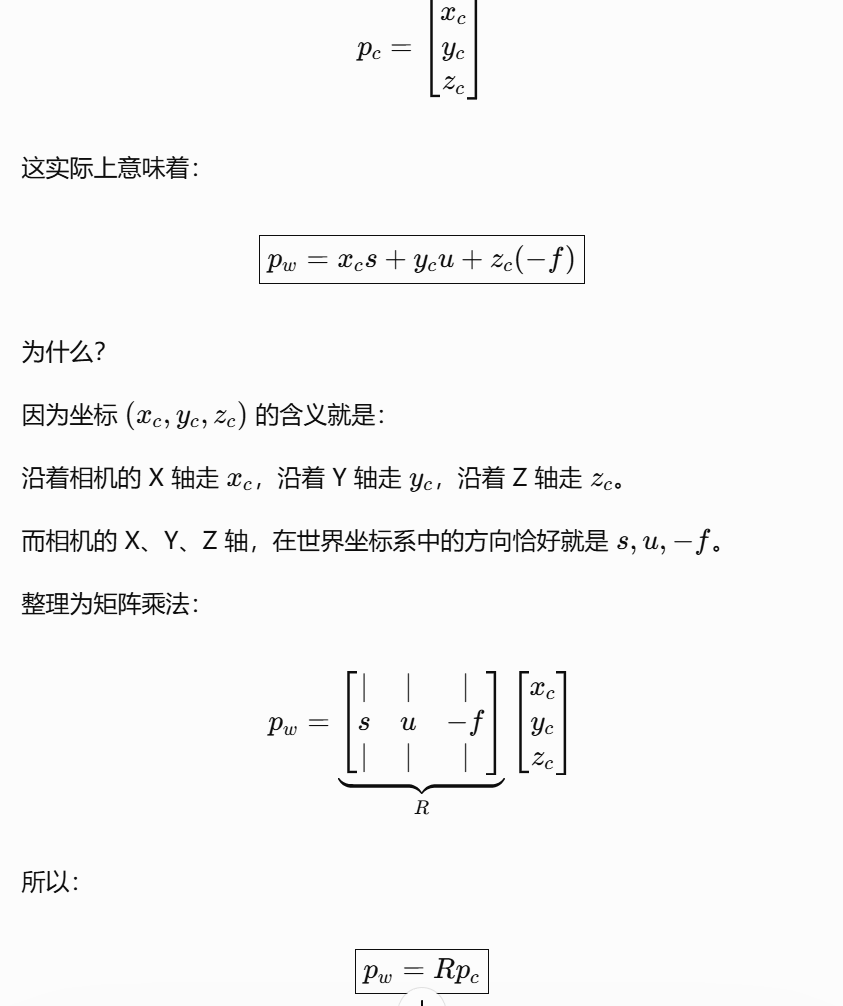 p_c = [x_c
y_c
z_c]
这实际上意味着：
p_w = x_c s + y_c u + z_c(−f)
为什么？
因为坐标 (x_c, y_c, z_c) 的含义就是：
沿着相机的 X 轴走 x_c，沿着 Y 轴走 y_c，沿着 Z 轴走 z_c。
而相机的 X、Y、Z 轴，在世界坐标系中的方向恰好就是 s, u, −f。
整理为矩阵乘法：
| | | x_c
p_w = [s u −f] [y_c]
| | | z_c
R
所以：
p_w = Rp_c